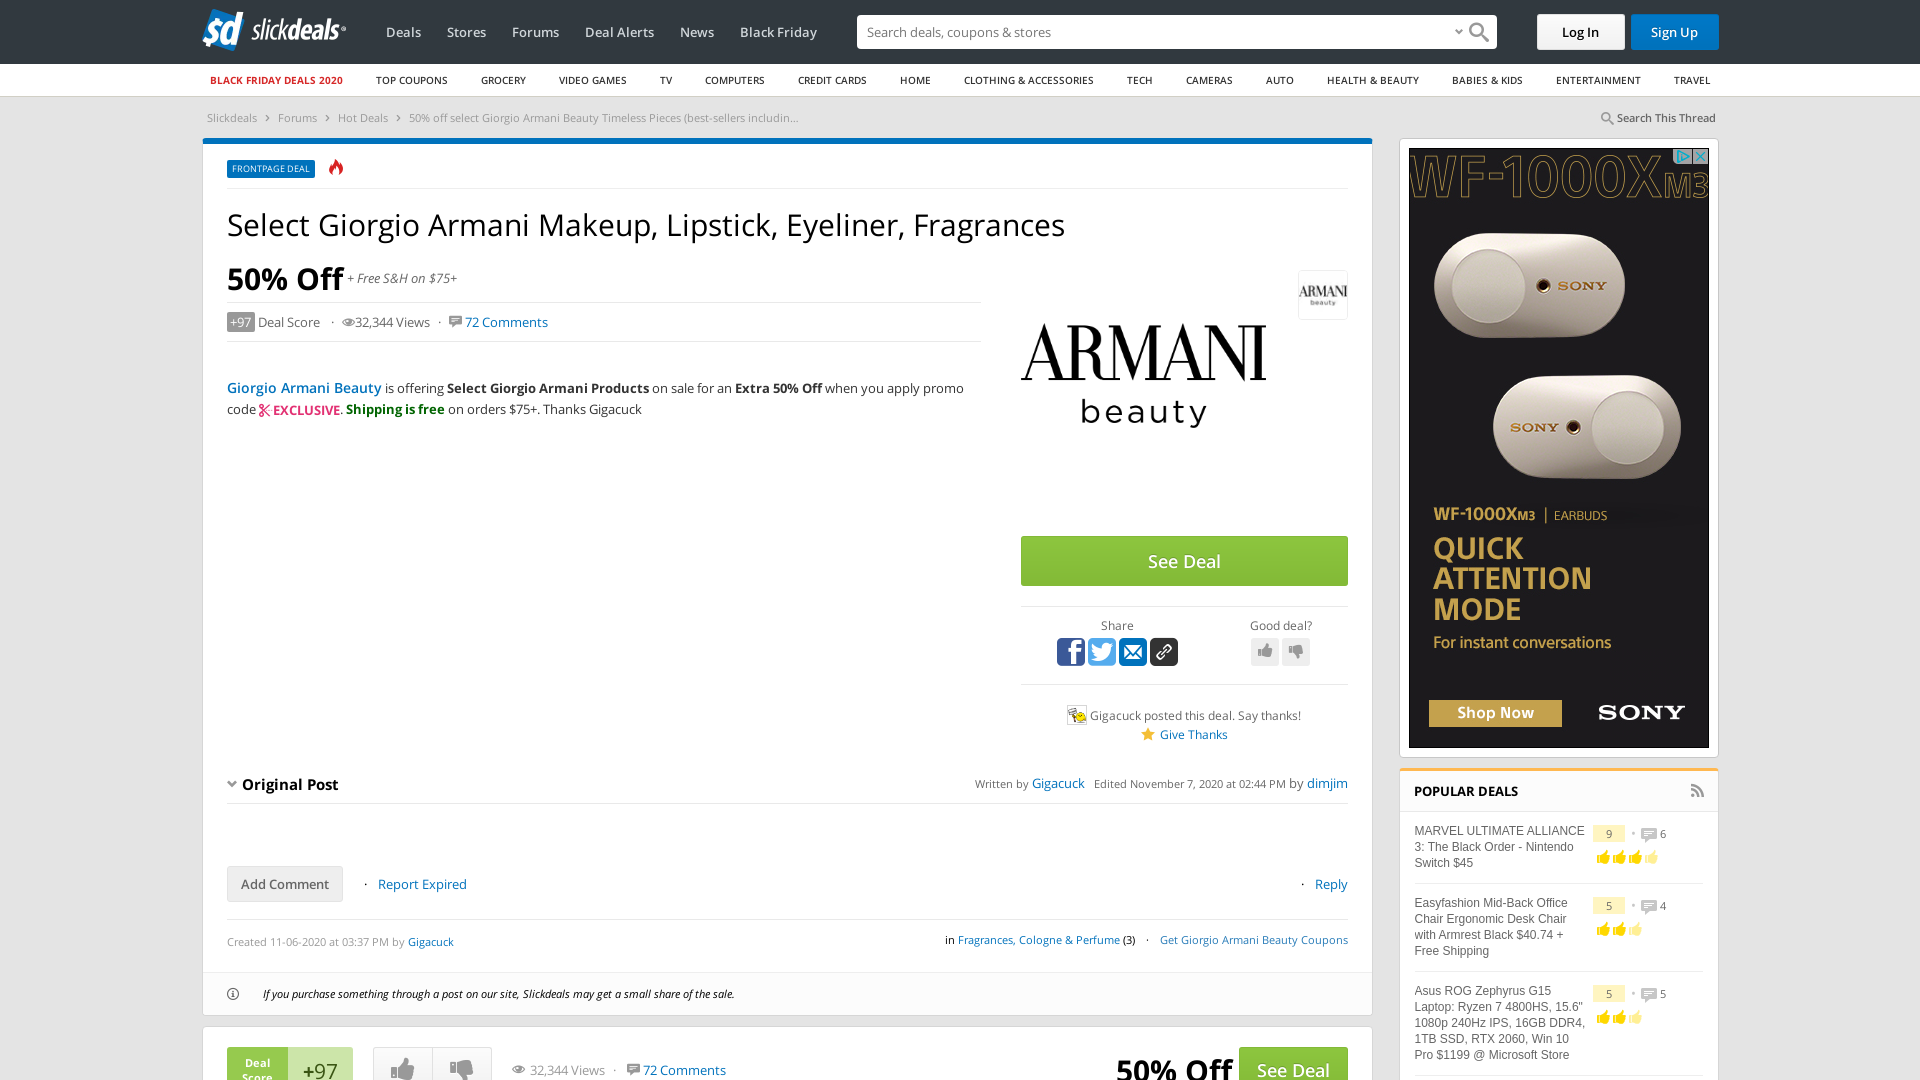 slickdeals
Deals
Stores
Forums
Deal Alerts
News
Black Friday
Search deals, coupons & stores
Log In
Sign Up
BLACK FRIDAY DEALS 2020
TOP COUPONS
GROCERY
VIDEO GAMES
TV
COMPUTERS
CREDIT CARDS
HOME
CLOTHING & ACCESSORIES
TECH
CAMERAS
AUTO
HEALTH & BEAUTY
BABIES & KIDS
ENTERTAINMENT
TRAVEL
Slickdeals › Forums › Hot Deals › 50% off select Giorgio Armani Beauty Timeless Pieces (best-sellers includin...
Search This Thread
FRONTPAGE DEAL
Select Giorgio Armani Makeup, Lipstick, Eyeliner, Fragrances
50% Off + Free S&H on $75+
+97 Deal Score · 32,344 Views · 72 Comments
Giorgio Armani Beauty is offering Select Giorgio Armani Products on sale for an Extra 50% Off when you apply promo
code EXCLUSIVE. Shipping is free on orders $75+. Thanks Gigacuck
ARMANI
beauty
ARMANI
beauty
See Deal
Share
Good deal?
Gigacuck posted this deal. Say thanks!
Give Thanks
Original Post
Written by Gigacuck Edited November 7, 2020 at 02:44 PM by dimjim
Add Comment
· Report Expired
· Reply
Created 11-06-2020 at 03:37 PM by Gigacuck
in Fragrances, Cologne & Perfume (3) · Get Giorgio Armani Beauty Coupons
If you purchase something through a post on our site, Slickdeals may get a small share of the sale.
Deal
Score
+97
32,344 Views · 72 Comments
50% Off
See Deal
WF-1000XM3
SONY
SONY
WF-1000XM3 | EARBUDS
QUICK
ATTENTION
MODE
For instant conversations
Shop Now
SONY
POPULAR DEALS
MARVEL ULTIMATE ALLIANCE
3: The Black Order - Nintendo
Switch $45
9 · 6
Easyfashion Mid-Back Office
Chair Ergonomic Desk Chair
with Armrest Black $40.74 +
Free Shipping
5 · 4
Asus ROG Zephyrus G15
Laptop: Ryzen 7 4800HS, 15.6"
1080p 240Hz IPS, 16GB DDR4,
1TB SSD, RTX 2060, Win 10
Pro $1199 @ Microsoft Store
5 · 5